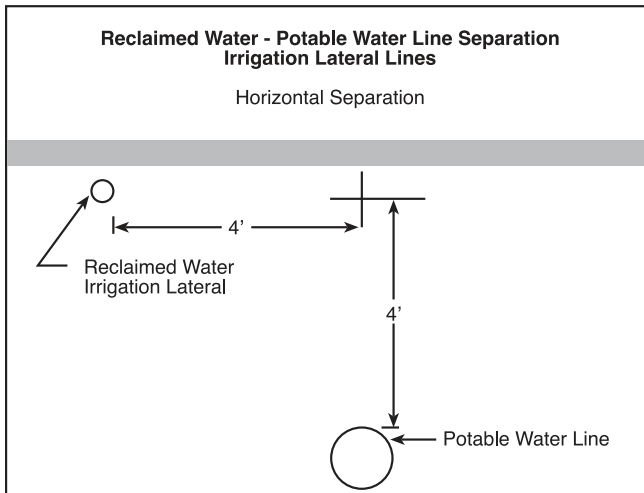 Reclaimed Water - Potable Water Line Separation
Irrigation Lateral Lines
Horizontal Separation
4’
Reclaimed Water
Irrigation Lateral
4’
Potable Water Line